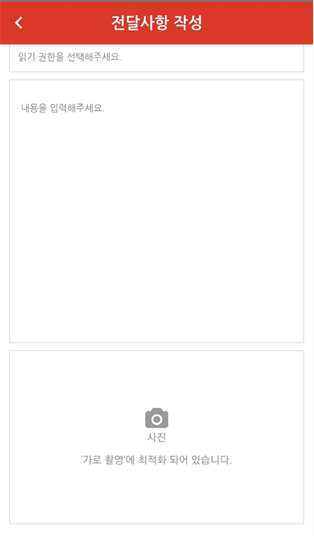 전달사항 작성
읽기 권한을 선택해주세요.
내용을 입력해주세요.
사진
'가로 촬영'에 최적화 되어 있습니다.